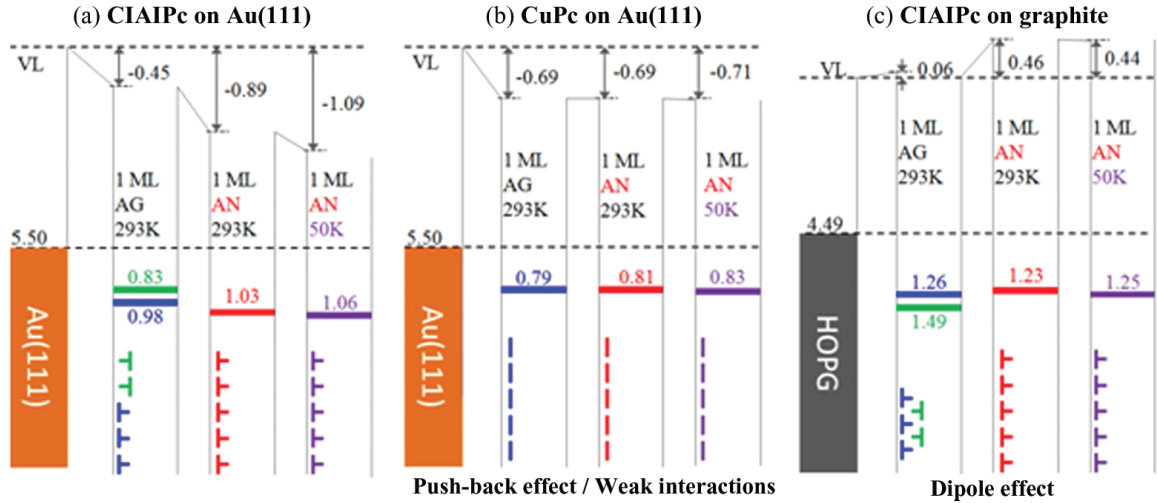 (a) CIAIPc on Au(111)
(b) CuPc on Au(111)
(c) CIAIPc on graphite
VL
-0.45
-0.89
-1.09
1 ML
AG
293K
1 ML
AN
293K
1 ML
AN
50K
5.50
Au(111)
0.83
0.98
1.03
1.06
VL
-0.69
-0.69
-0.71
1 ML
AG
293K
1 ML
AN
293K
1 ML
AN
50K
5.50
Au(111)
0.79
0.81
0.83
Push-back effect / Weak interactions
VL
0.06
0.46
0.44
1 ML
AG
293K
1 ML
AN
293K
1 ML
AN
50K
4.49
HOPG
1.26
1.49
1.23
1.25
Dipole effect